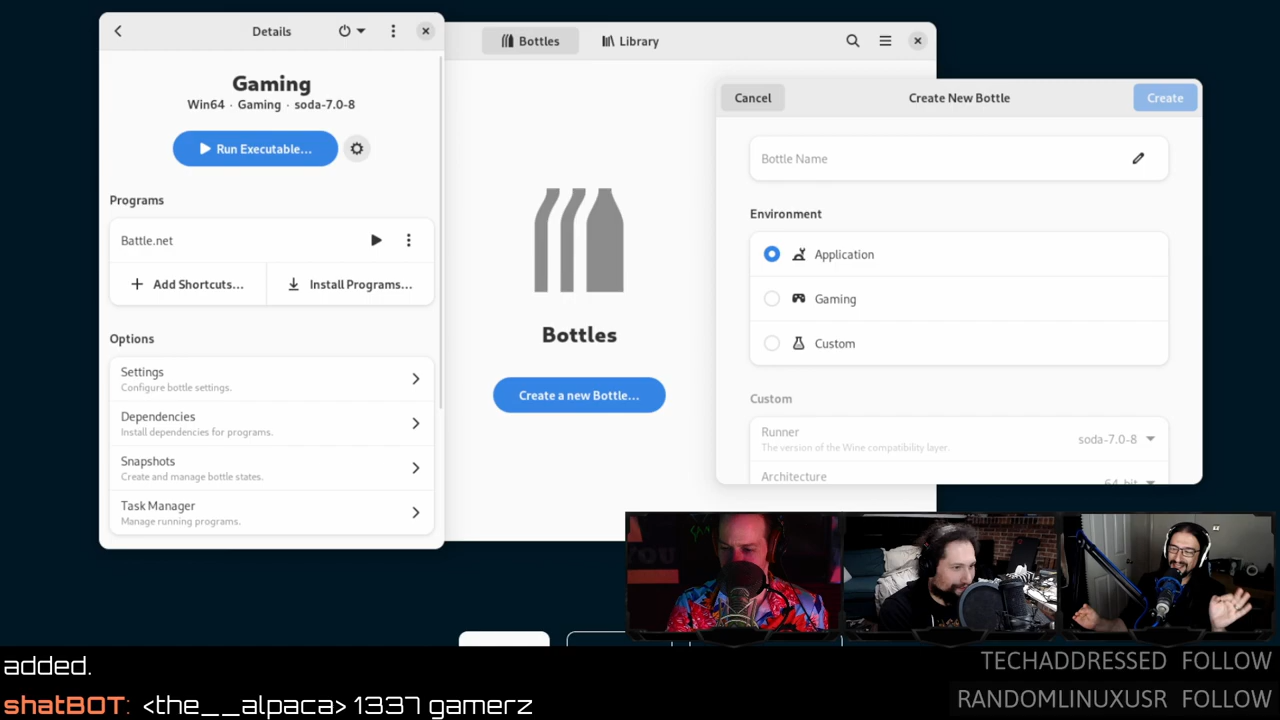 Details
Gaming
Win64 · Gaming · soda-7.0-8
Run Executable...
Programs
Battle.net
Add Shortcuts...
Install Programs...
Options
Settings
Configure bottle settings.
Dependencies
Install dependencies for programs.
Snapshots
Create and manage bottle states.
Task Manager
Manage running programs.
Bottles
Library
Bottles
Create a new Bottle...
Cancel
Create New Bottle
Create
Bottle Name
Environment
Application
Gaming
Custom
Custom
Runner
The version of the Wine compatibility layer.
soda-7.0-8
Architecture
64-bit
YOU
added.
shatBOT: <the__alpaca> 1337 gamerz
TECHADDRESSED FOLLOW
RANDOMLINUXUSR FOLLOW